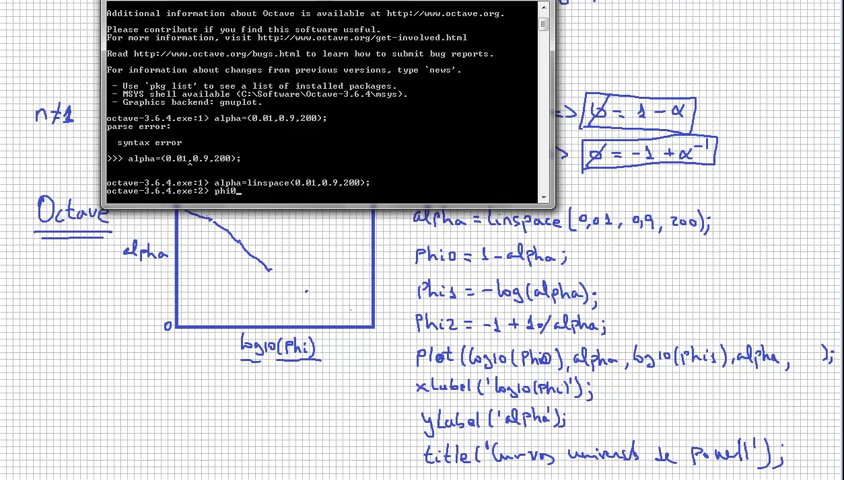 Additional information about Octave is available at http://www.octave.org.
Please contribute if you find this software useful.
For more information, visit http://www.octave.org/get-involved.html
Read http://www.octave.org/bugs.html to learn how to submit bug reports.
For information about changes from previous versions, type `news'.
- Use `pkg list' to see a list of installed packages.
- MSYS shell available (C:\Software\Octave-3.6.4\msys).
- Graphics backend: gnuplot.
octave-3.6.4.exe:1> alpha=(0.01,0.9,200);
parse error:
syntax error
>>> alpha=(0.01,0.9,200);
^
octave-3.6.4.exe:1> alpha=linspace(0.01,0.9,200);
octave-3.6.4.exe:2> phi0_
n≠1
=> ϕ = 1 - α
> ϕ = -1 + α⁻¹
Octave
alpha
0
log10(Phi)
alpha = linspace (0,01, 0,9, 200);
Phi0 = 1-alpha;
Phi1 = -log(alpha);
Phi2 = -1 + 1./alpha;
plot (log10(Phi0), alpha, log10(phi1), alpha, );
xlabel ('log10(Phi)');
ylabel ('alpha');
title('Curvas de Powell');